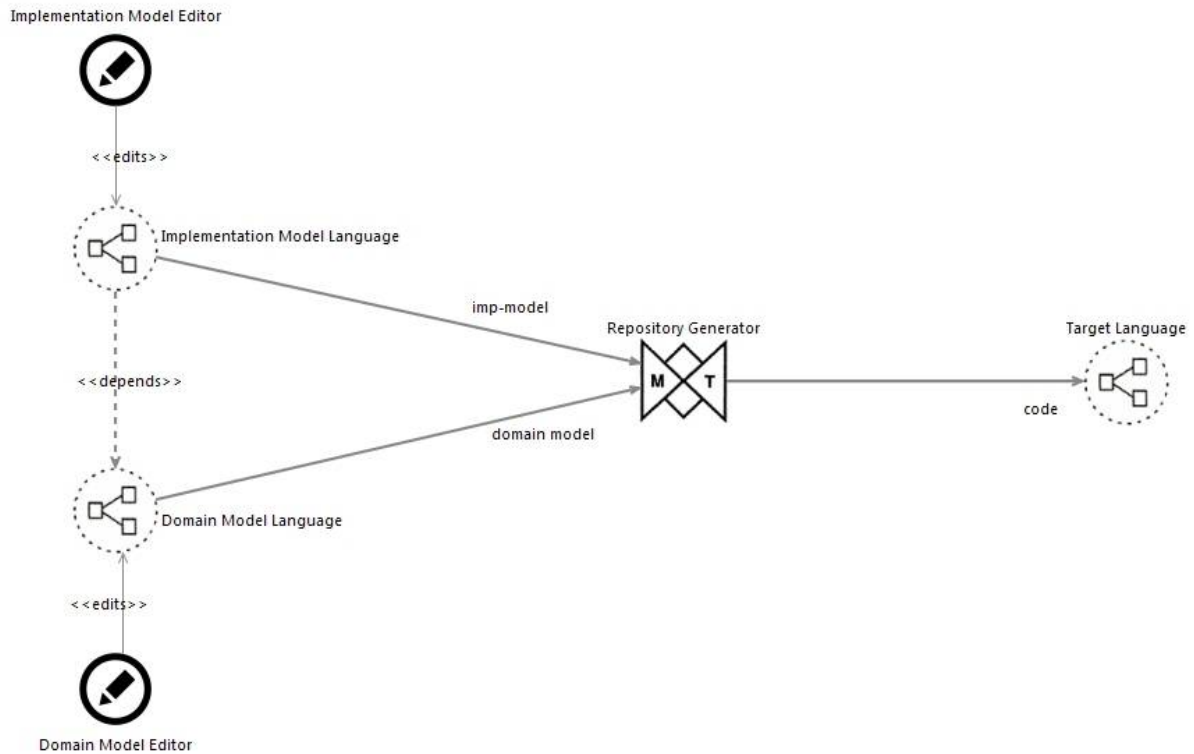 Implementation Model Editor
<<edits>>
Implementation Model Language
imp-model
Repository Generator
Target Language
M T
<<depends>>
code
domain model
Domain Model Language
<<edits>>
Domain Model Editor